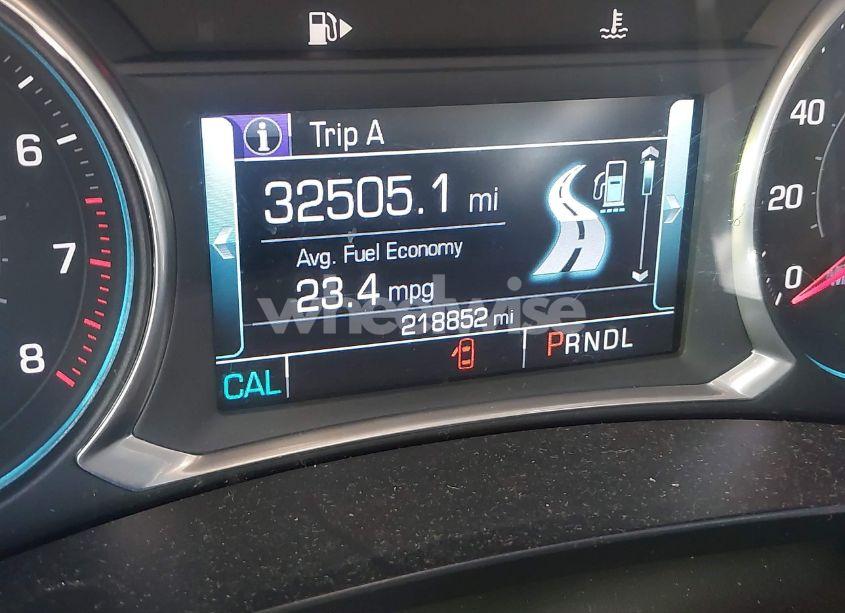 Trip A
32505.1 mi
Avg. Fuel Economy
23.4 mpg
wheelwise
218852 mi
CAL
PRNDL
6
7
8
40
20
0